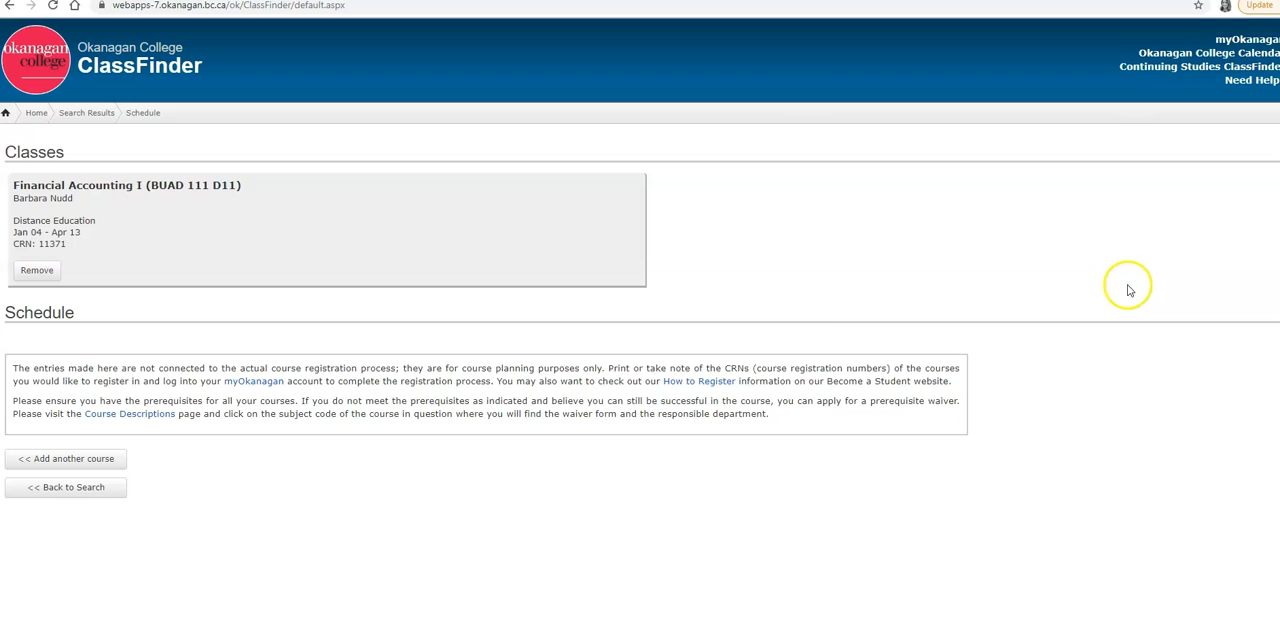 webapps-7.okanagan.bc.ca/ok/ClassFinder/default.aspx
Update
okanagan
college
Okanagan College
ClassFinder
myOkanagan
Okanagan College Calenda
Continuing Studies ClassFinde
Need Help
Home
Search Results
Schedule
Classes
Financial Accounting I (BUAD 111 D11)
Barbara Nudd
Distance Education
Jan 04 - Apr 13
CRN: 11371
Remove
Schedule
The entries made here are not connected to the actual course registration process; they are for course planning purposes only. Print or take note of the CRNs (course registration numbers) of the courses
you would like to register in and log into your myOkanagan account to complete the registration process. You may also want to check out our How to Register information on our Become a Student website.
Please ensure you have the prerequisites for all your courses. If you do not meet the prerequisites as indicated and believe you can still be successful in the course, you can apply for a prerequisite waiver.
Please visit the Course Descriptions page and click on the subject code of the course in question where you will find the waiver form and the responsible department.
<< Add another course
<< Back to Search